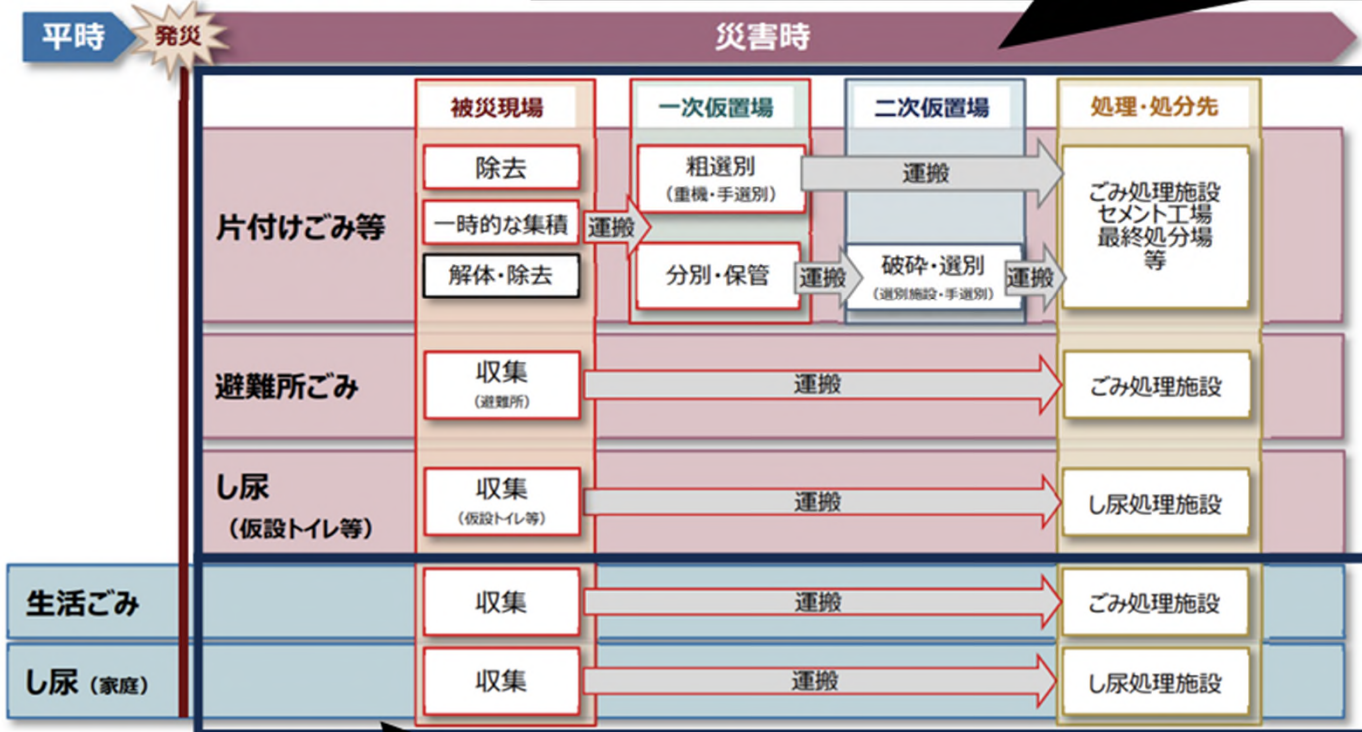 平時
発災
災害時
被災現場
一次仮置場
二次仮置場
処理・処分先
片付けごみ等
除去
一時的な集積
解体・除去
運搬
粗選別
（重機・手選別）
分別・保管
運搬
運搬
破砕・選別
（選別施設・手選別）
運搬
ごみ処理施設
セメント工場
最終処分場
等
避難所ごみ
収集
（避難所）
運搬
ごみ処理施設
し尿
（仮設トイレ等）
収集
（仮設トイレ等）
運搬
し尿処理施設
生活ごみ
収集
運搬
ごみ処理施設
し尿（家庭）
収集
運搬
し尿処理施設